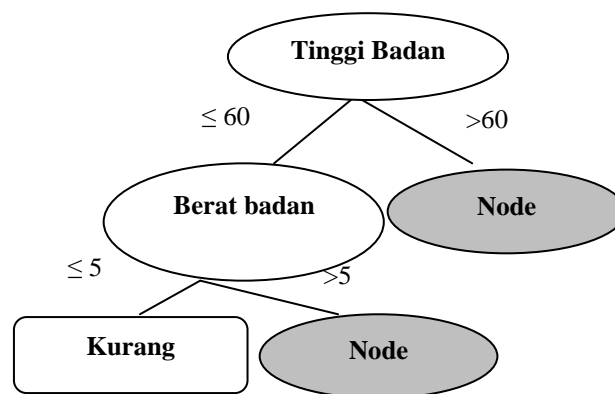 Tinggi Badan
≤ 60
>60
Berat badan
Node
≤ 5
>5
Kurang
Node